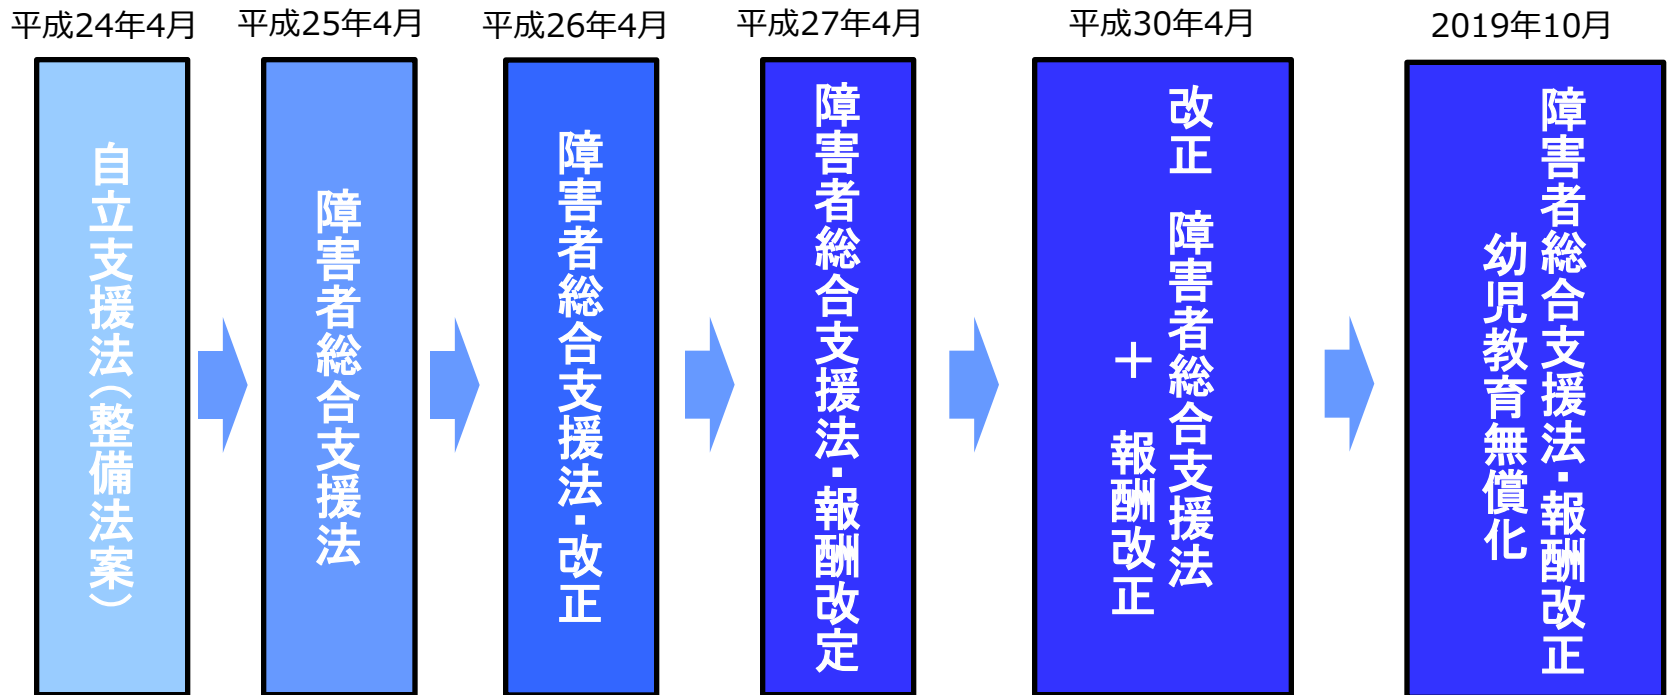 平成24年4月
平成25年4月
平成26年4月
平成27年4月
平成30年4月
2019年10月
自立支援法（整備法案）
障害者総合支援法
障害者総合支援法・改正
障害者総合支援法・報酬改定
改正 障害者総合支援法
＋ 報酬改正
障害者総合支援法・報酬改正
幼児教育無償化